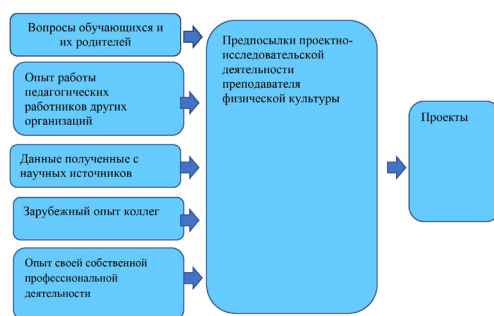 Вопросы обучающихся и
их родителей
Опыт работы
педагогических
работников других
организаций
Данные полученные с
научных источников
Зарубежный опыт коллег
Опыт своей собственной
профессиональной
деятельности
Предпосылки проектно-
исследовательской
деятельности
преподавателя
физической культуры
Проекты